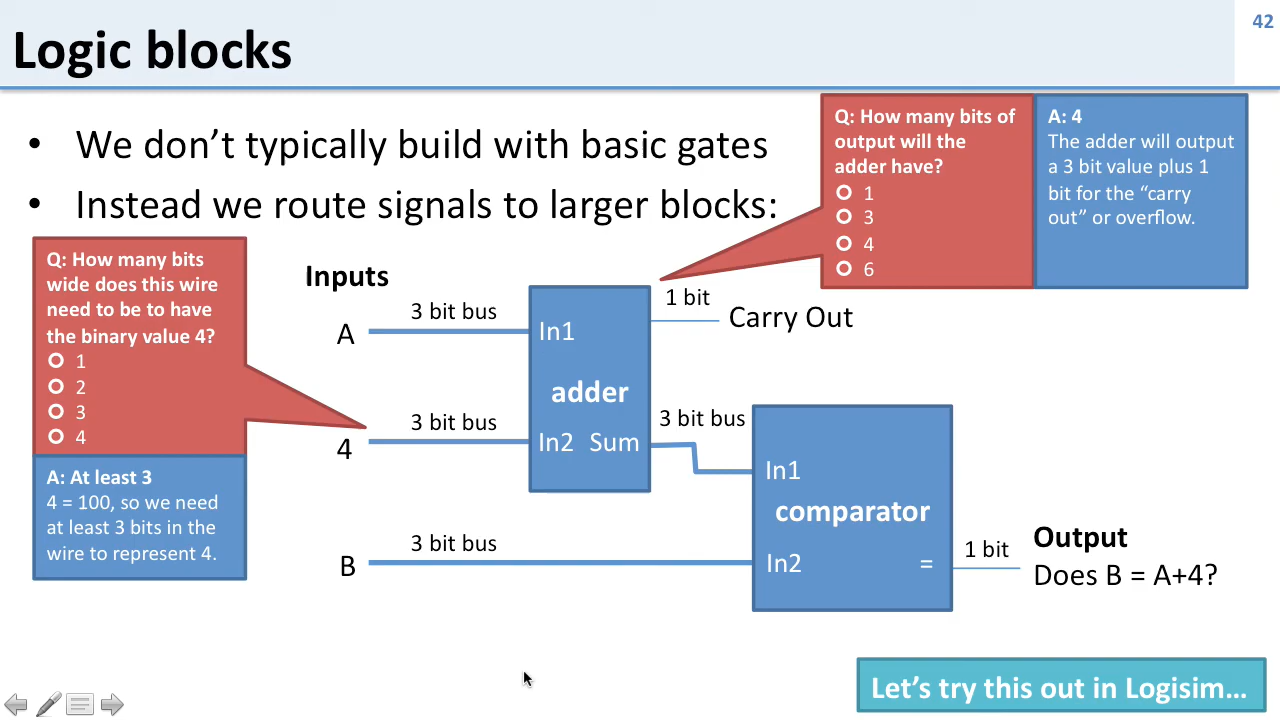 42
Logic blocks
• We don’t typically build with basic gates
• Instead we route signals to larger blocks:
Q: How many bits of
output will the
adder have?
1
3
4
6
A: 4
The adder will output
a 3 bit value plus 1
bit for the “carry
out” or overflow.
Q: How many bits
wide does this wire
need to be to have
the binary value 4?
1
2
3
4
A: At least 3
4 = 100, so we need
at least 3 bits in the
wire to represent 4.
Inputs
A
3 bit bus
4
3 bit bus
B
3 bit bus
In1
adder
In2 Sum
1 bit
Carry Out
3 bit bus
In1
comparator
In2 =
1 bit
Output
Does B = A+4?
Let’s try this out in Logisim…